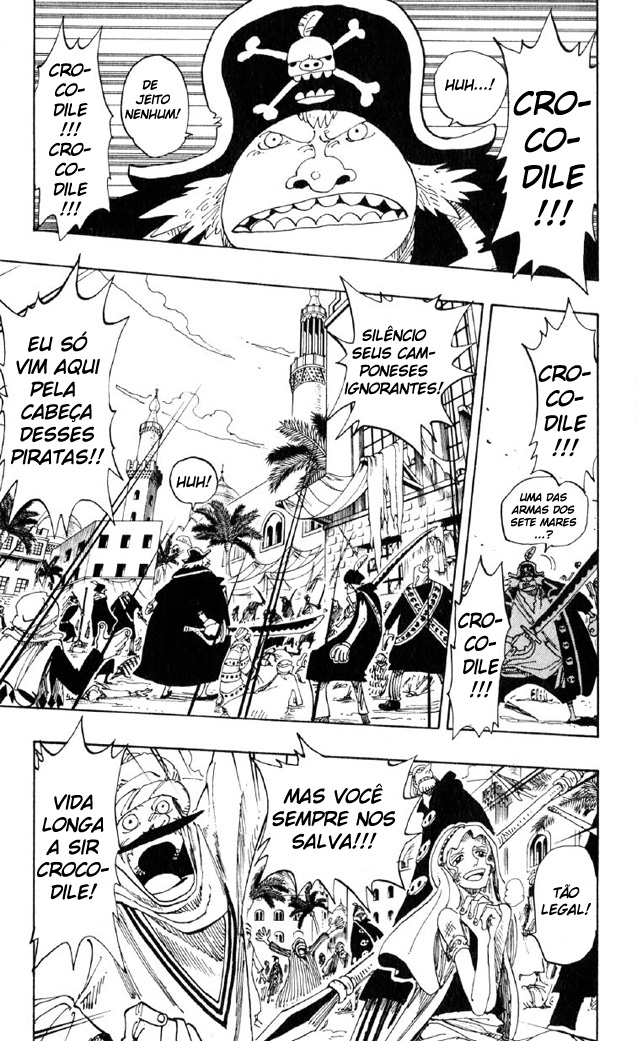 CRO-
CO-
DILE
!!!
HUH...!
DE
JEITO
NENHUM!
CRO-
CO-
DILE
!!!
CRO-
CO-
DILE
!!!
CRO-
CO-
DILE
!!!
UMA DAS
ARMAS DOS
SETE MARES
...?
CRO-
CO-
DILE
!!!
SILÊNCIO
SEUS CAM-
PONESES
IGNORANTES!
HUH!
EU SÓ
VIM AQUI
PELA
CABEÇA
DESSES
PIRATAS!!
TÃO
LEGAL!
MAS VOCÊ
SEMPRE NOS
SALVA!!!
VIDA
LONGA
A SIR
CROCO-
DILE!